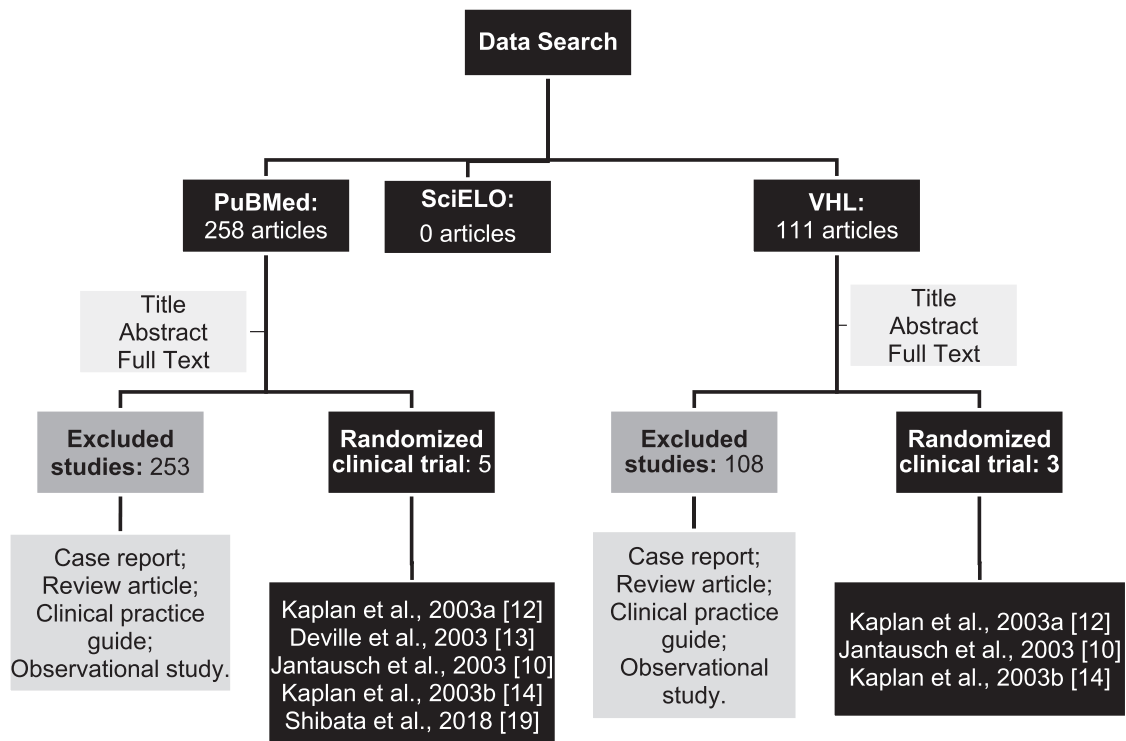 Data Search
PuBMed:
258 articles
SciELO:
0 articles
VHL:
111 articles
Title
Abstract
Full Text
Title
Abstract
Full Text
Excluded
studies: 253
Randomized
clinical trial: 5
Excluded
studies: 108
Randomized
clinical trial: 3
Case report;
Review article;
Clinical practice
guide;
Observational study.
Kaplan et al., 2003a [12]
Deville et al., 2003 [13]
Jantausch et al., 2003 [10]
Kaplan et al., 2003b [14]
Shibata et al., 2018 [19]
Case report;
Review article;
Clinical practice
guide;
Observational
study.
Kaplan et al., 2003a [12]
Jantausch et al., 2003 [10]
Kaplan et al., 2003b [14]